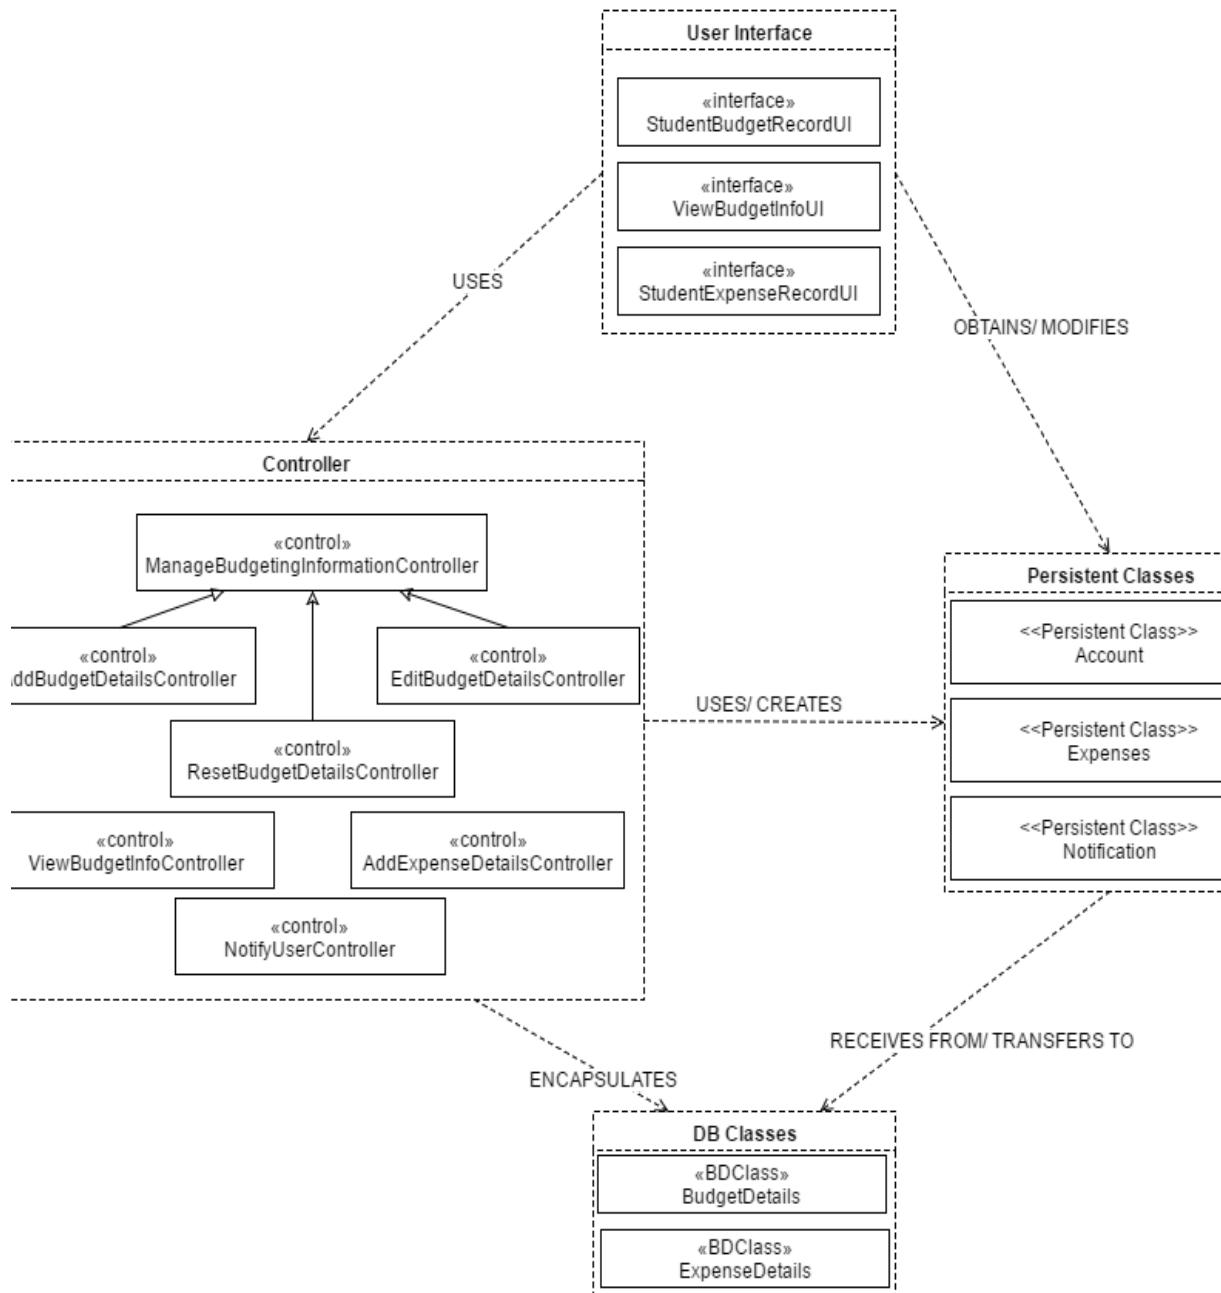 User Interface
«interface»
StudentBudgetRecordUI
«interface»
ViewBudgetInfoUI
«interface»
StudentExpenseRecordUI
USES
OBTAINS/ MODIFIES
Controller
«control»
ManageBudgetingInformationController
«control»
ddBudgetDetailsController
«control»
EditBudgetDetailsController
«control»
ResetBudgetDetailsController
«control»
ViewBudgetInfoController
«control»
AddExpenseDetailsController
«control»
NotifyUserController
USES/ CREATES
Persistent Classes
<<Persistent Class>>
Account
<<Persistent Class>>
Expenses
<<Persistent Class>>
Notification
RECEIVES FROM/ TRANSFERS TO
ENCAPSULATES
DB Classes
«BDClass»
BudgetDetails
«BDClass»
ExpenseDetails